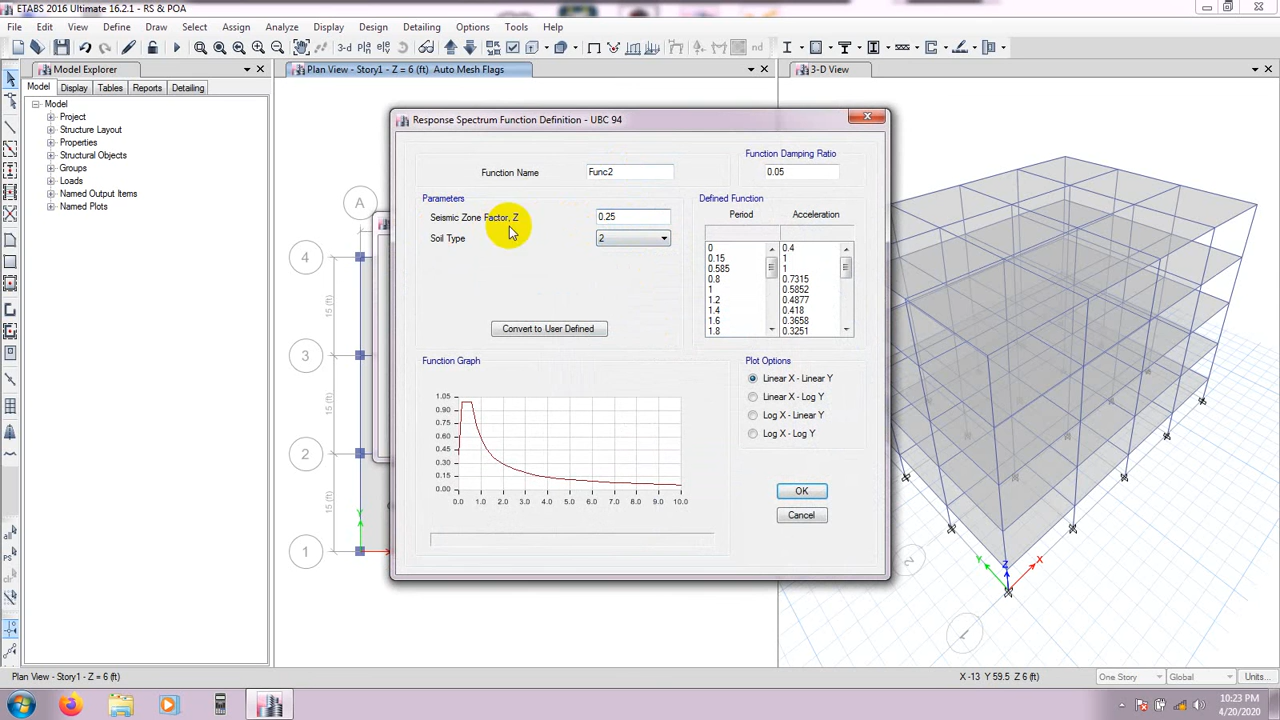 ETABS 2016 Ultimate 16.2.1 - RS & POA
File Edit View Define Draw Select Assign Analyze Display Design Detailing Options Tools Help
3-d
nd
Model Explorer
Plan View - Story1 - Z = 6 (ft) Auto Mesh Flags
3-D View
Model Display Tables Reports Detailing
Model
Project
Structure Layout
Properties
Structural Objects
Groups
Loads
Named Output Items
Named Plots
A
4
3
2
1
15 (ft)
15 (ft)
Y
Response Spectrum Function Definition - UBC 94
Function Name
Func2
Function Damping Ratio
0.05
Parameters
Seismic Zone Factor, Z
0.25
Soil Type
2
Convert to User Defined
Defined Function
Period Acceleration
0 0.4
0.15 1
0.585 1
0.8 0.7315
1 0.5852
1.2 0.4877
1.4 0.418
1.6 0.3658
1.8 0.3251
Function Graph
1.05
0.90
0.75
0.60
0.45
0.30
0.15
0.00
0.0 1.0 2.0 3.0 4.0 5.0 6.0 7.0 8.0 9.0 10.0
Plot Options
Linear X - Linear Y
Linear X - Log Y
Log X - Linear Y
Log X - Log Y
OK
Cancel
Y Z X
2
1
Plan View - Story1 - Z = 6 (ft)
X -13 Y 59.5 Z 6 (ft)
One Story
Global
Units...
10:23 PM
4/20/2020